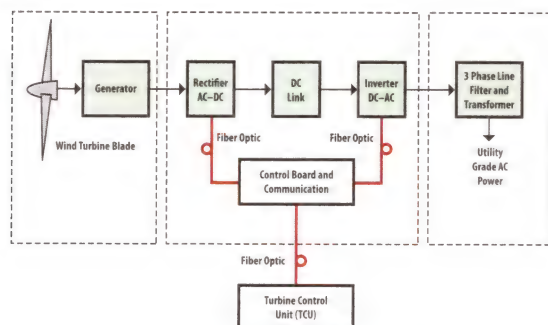 Generator
Rectifier
AC–DC
DC
Link
Inverter
DC–AC
3 Phase Line
Filter and
Transformer
Wind Turbine Blade
Fiber Optic
Fiber Optic
Utility
Grade AC
Power
Control Board and
Communication
Fiber Optic
Turbine Control
Unit (TCU)